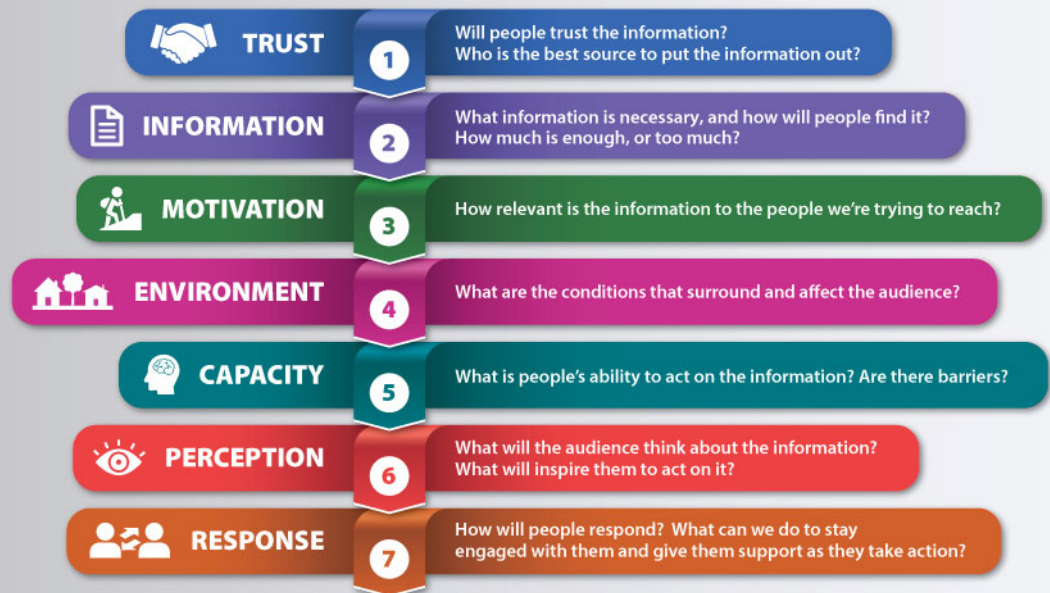 TRUST
1
Will people trust the information?
Who is the best source to put the information out?
INFORMATION
2
What information is necessary, and how will people find it?
How much is enough, or too much?
MOTIVATION
3
How relevant is the information to the people we’re trying to reach?
ENVIRONMENT
4
What are the conditions that surround and affect the audience?
CAPACITY
5
What is people’s ability to act on the information? Are there barriers?
PERCEPTION
6
What will the audience think about the information?
What will inspire them to act on it?
RESPONSE
7
How will people respond?  What can we do to stay
engaged with them and give them support as they take action?